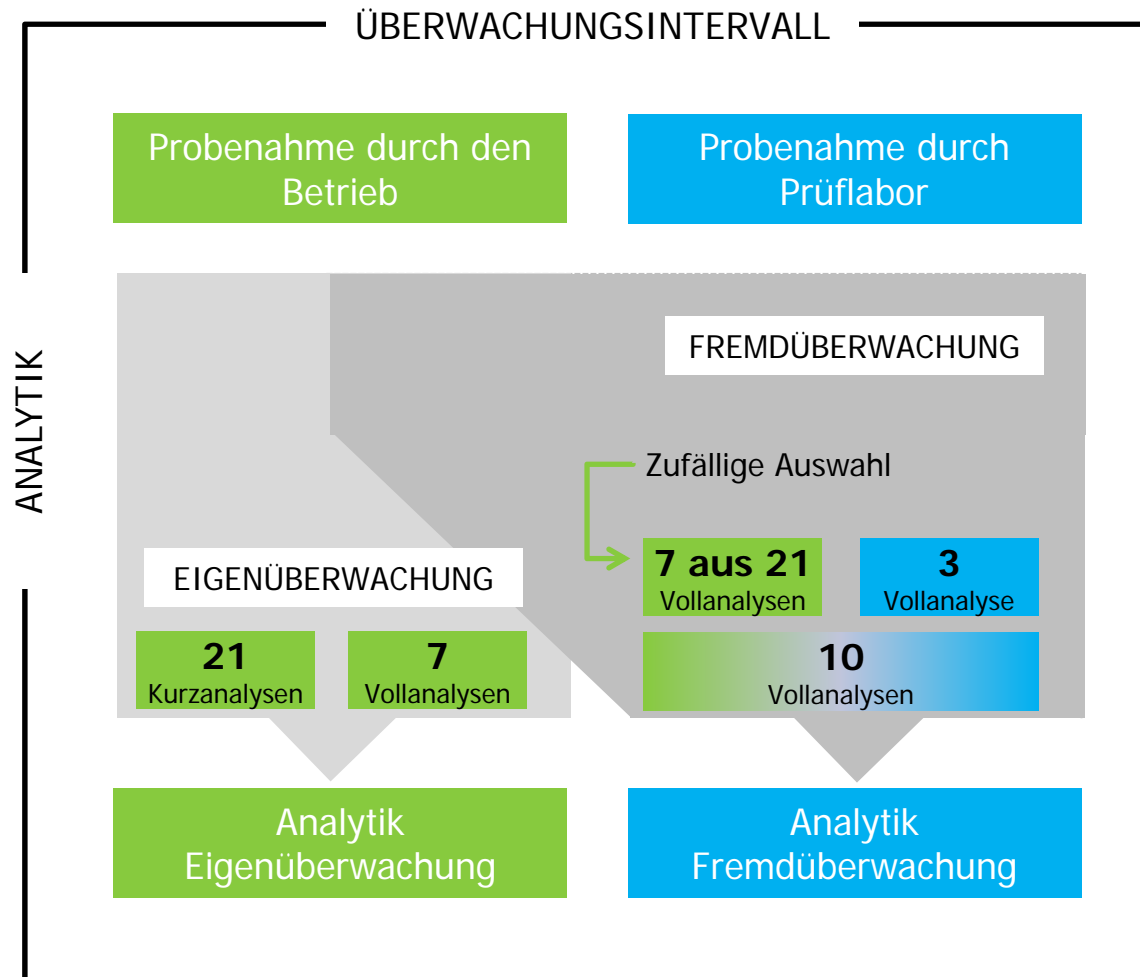 ÜBERWACHUNGSINTERVALL
Probenahme durch den
Betrieb
Probenahme durch
Prüflabor
ANALYTIK
FREMDÜBERWACHUNG
Zufällige Auswahl
7 aus 21
Vollanalysen
3
Vollanalyse
EIGENÜBERWACHUNG
21
Kurzanalysen
7
Vollanalysen
10
Vollanalysen
Analytik
Eigenüberwachung
Analytik
Fremdüberwachung